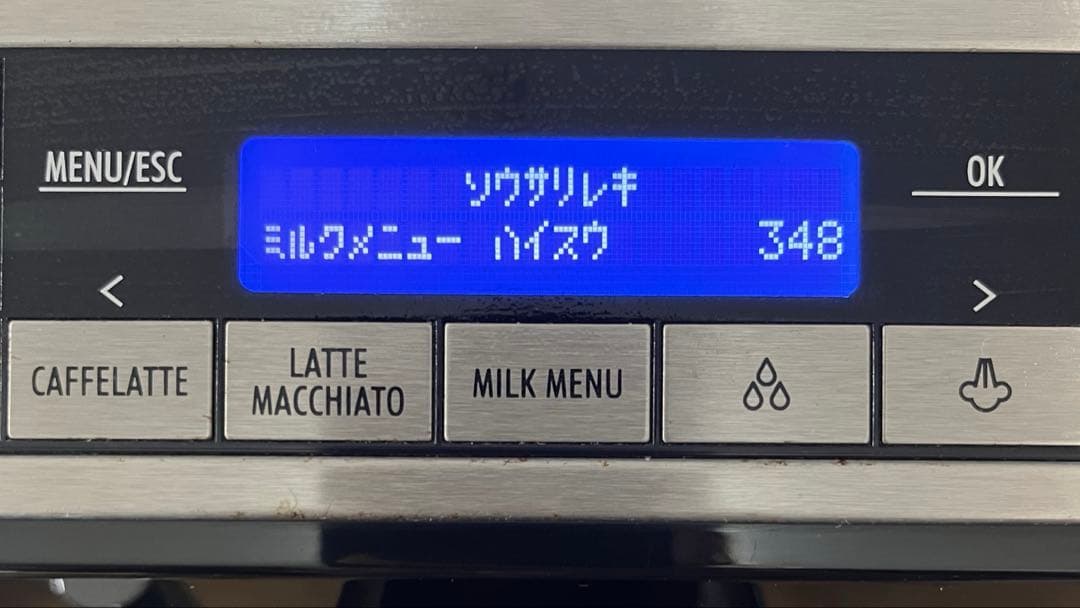 MENU/ESC
ソウサリレキ
OK
ミルクメニュー ハイスウ 348
<
>
CAFFELATTE
LATTE
MACCHIATO
MILK MENU